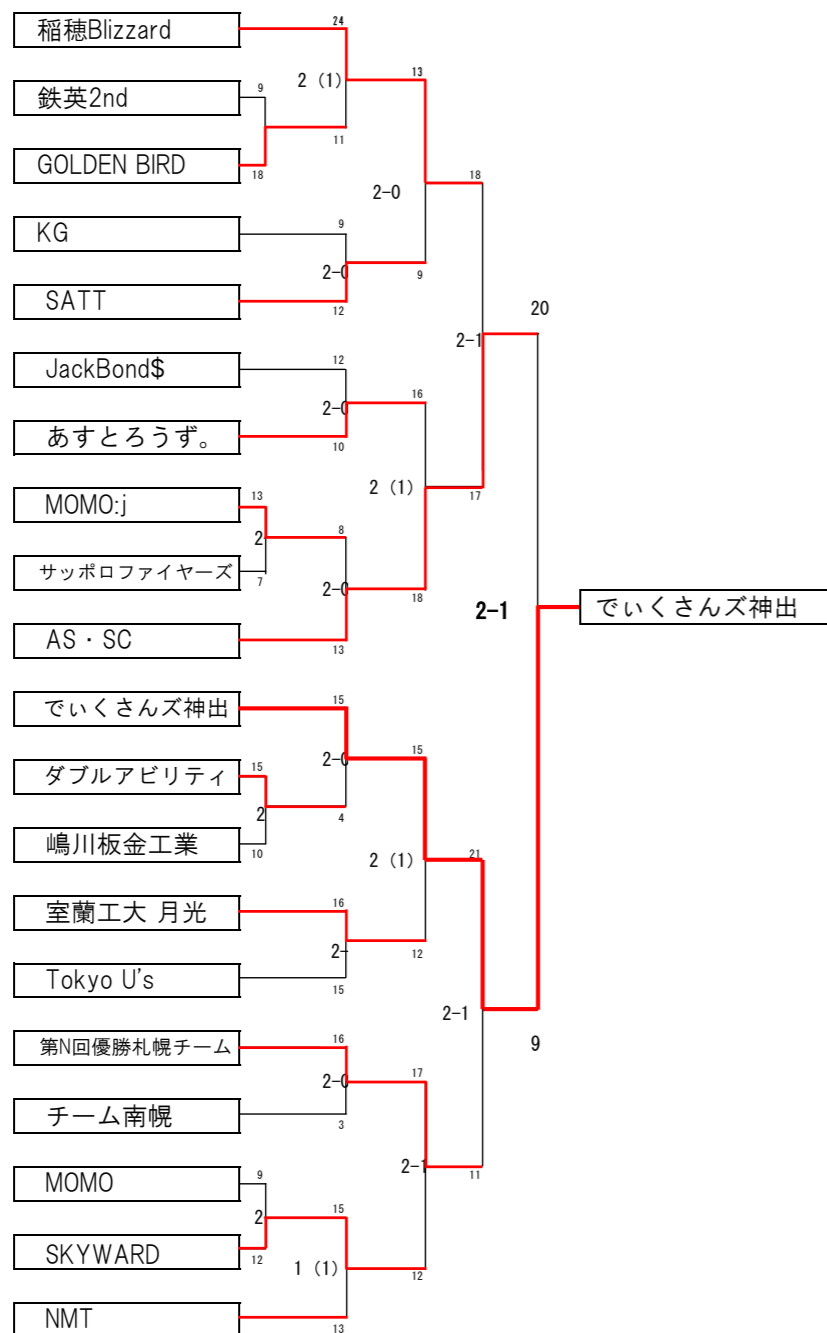 稲穂Blizzard
24
13
2 (1)
鉄英2nd
9
11
GOLDEN BIRD
18
2-0
18
KG
9
2-0
9
SATT
12
20
2-1
JackBond$
12
2-0
16
あすとろうず。
10
2 (1)
17
MOMO:j
13
2
8
サッポロファイヤーズ
7
2-0
18
AS・SC
13
2-1
でぃくさんズ神出
でぃくさんズ神出
15
2-0
15
ダブルアビリティ
15
2
4
嶋川板金工業
10
2 (1)
21
室蘭工大 月光
16
2-
12
Tokyo U's
15
2-1
9
第N回優勝札幌チーム
16
2-0
17
チーム南幌
3
2-1
11
MOMO
9
2
15
SKYWARD
12
1 (1)
12
NMT
13